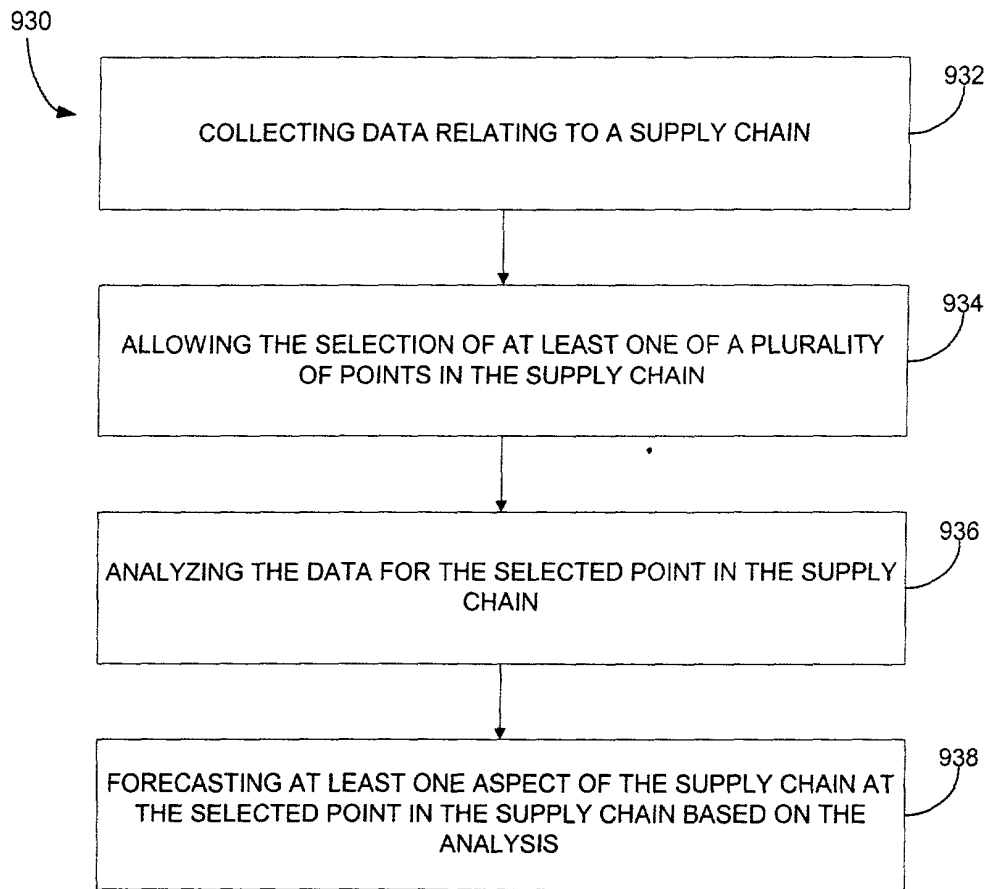 930
932
COLLECTING DATA RELATING TO A SUPPLY CHAIN
934
ALLOWING THE SELECTION OF AT LEAST ONE OF A PLURALITY
OF POINTS IN THE SUPPLY CHAIN
936
ANALYZING THE DATA FOR THE SELECTED POINT IN THE SUPPLY
CHAIN
938
FORECASTING AT LEAST ONE ASPECT OF THE SUPPLY CHAIN AT
THE SELECTED POINT IN THE SUPPLY CHAIN BASED ON THE
ANALYSIS